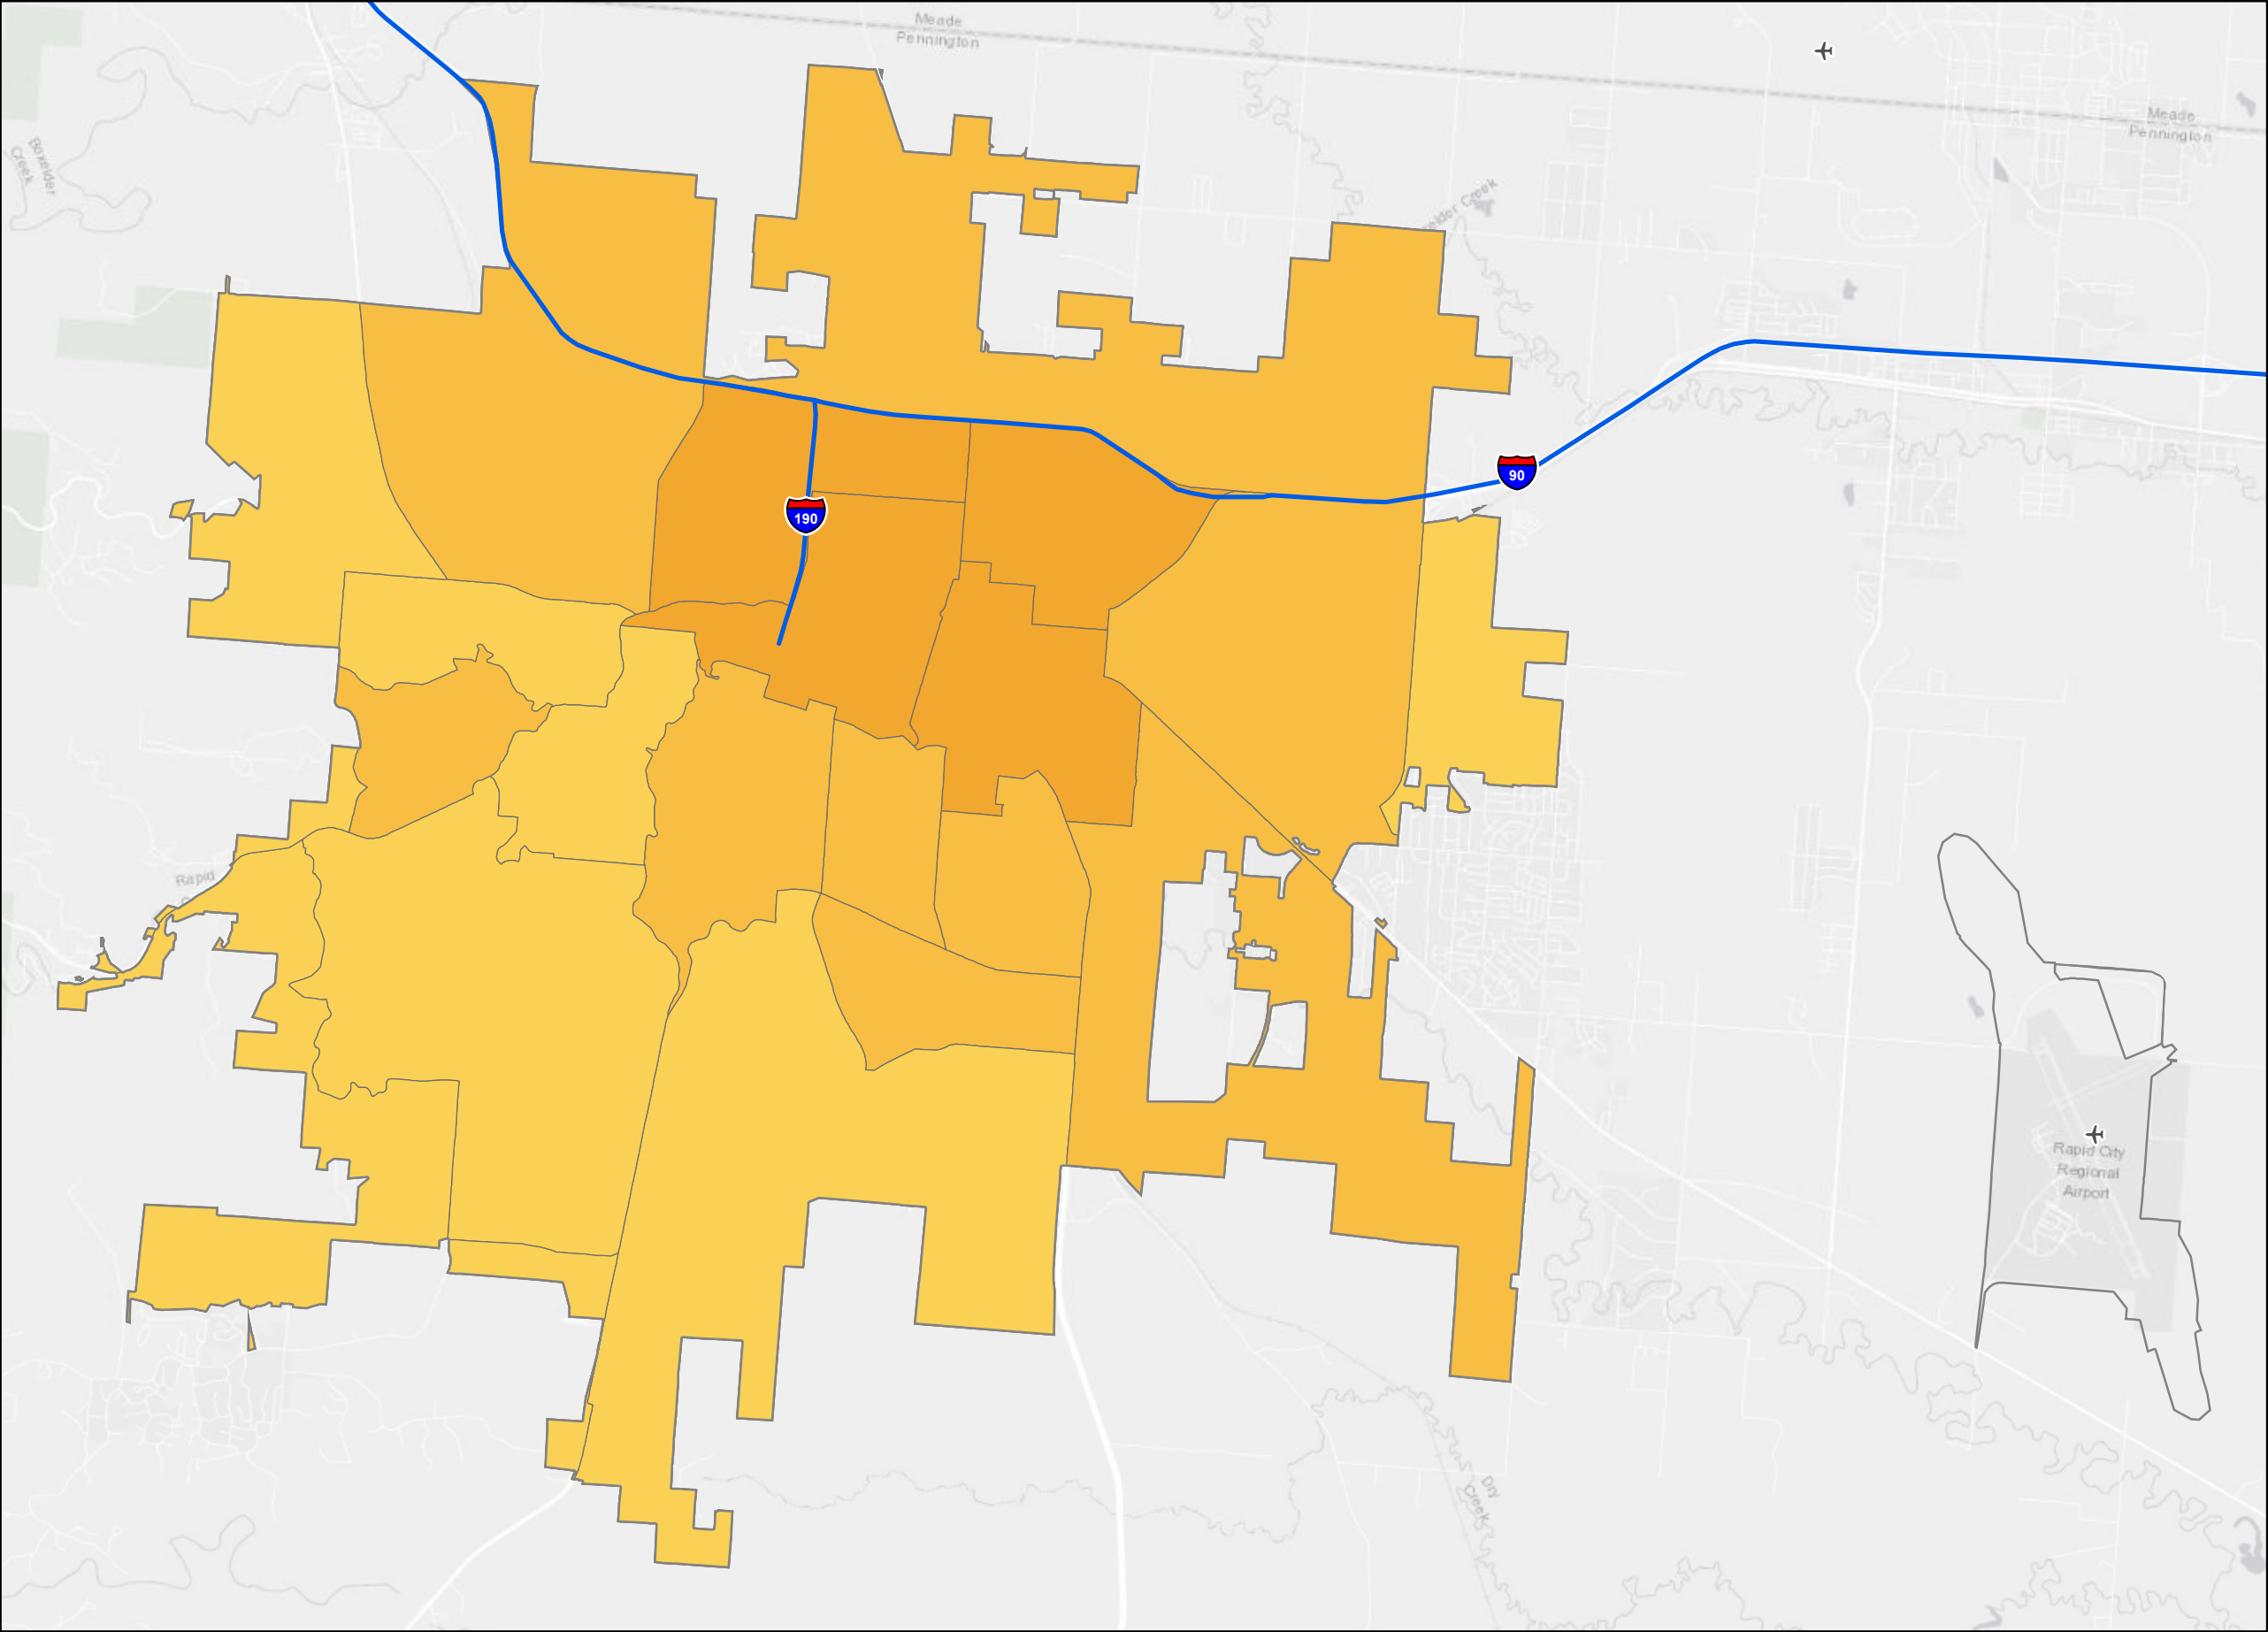 Meade
Pennington
Meade
Pennington
Boxelder
Creek
elder Creek
90
190
Rapid
Rapid City
Regional
Airport
Dry
Creek